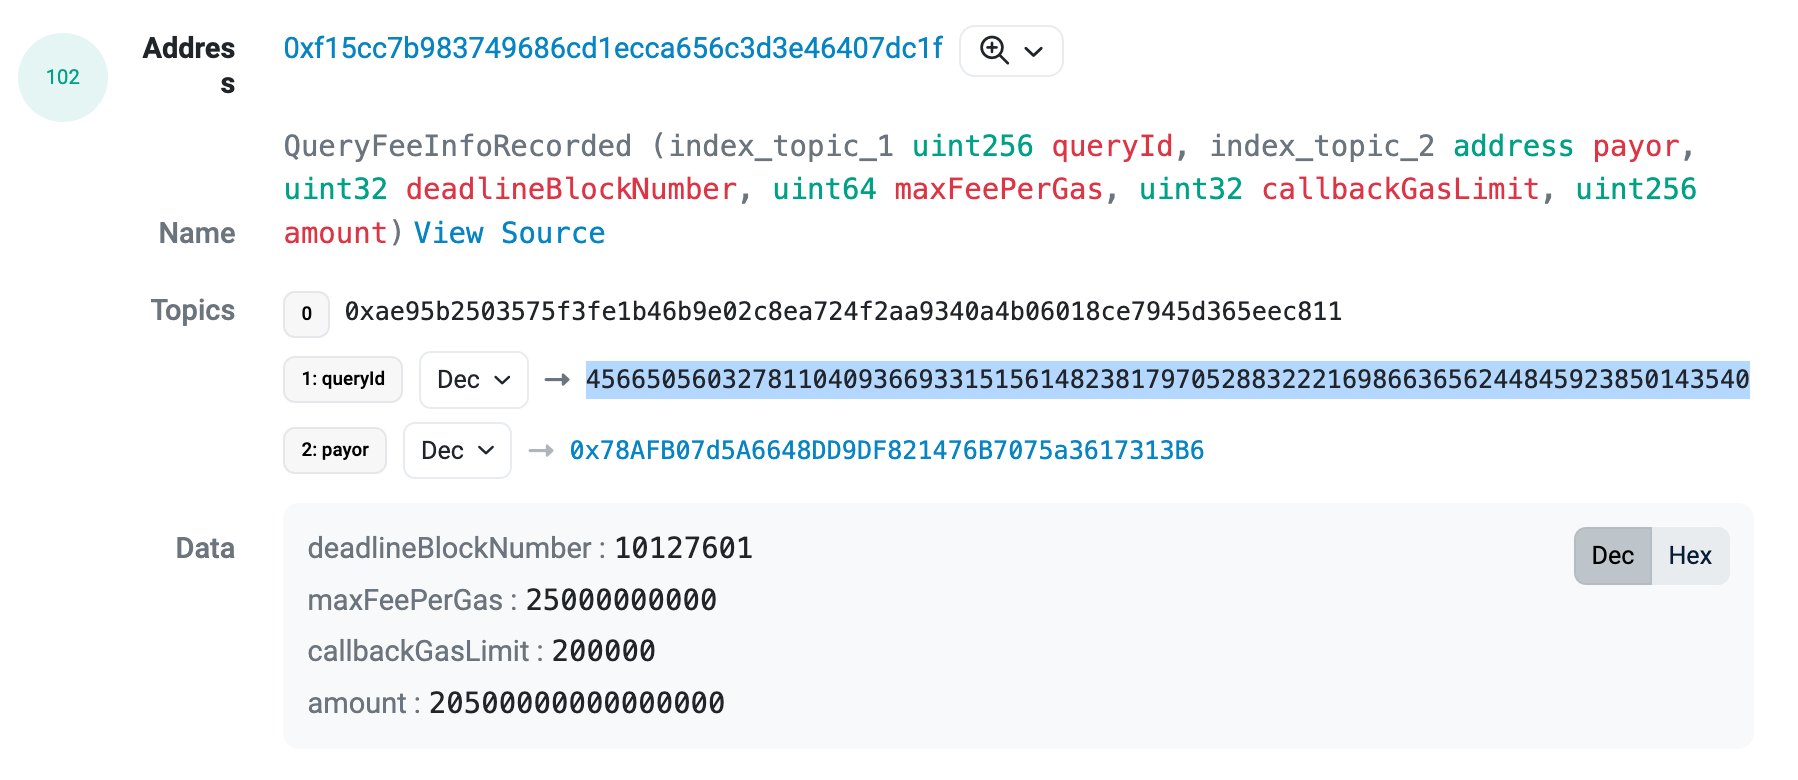 102
Address
0xf15cc7b983749686cd1ecca656c3d3e46407dc1f
QueryFeeInfoRecorded (index_topic_1 uint256 queryId, index_topic_2 address payor,
uint32 deadlineBlockNumber, uint64 maxFeePerGas, uint32 callbackGasLimit, uint256
Name
amount) View Source
Topics
0 0xae95b2503575f3fe1b46b9e02c8ea724f2aa9340a4b06018ce7945d365eec811
1: queryId Dec → 45665056032781104093669331515614823817970528832221698663656244845923850143540
2: payor Dec → 0x78AFB07d5A6648DD9DF821476B7075a3617313B6
Data
deadlineBlockNumber : 10127601
Dec Hex
maxFeePerGas : 25000000000
callbackGasLimit : 200000
amount : 20500000000000000